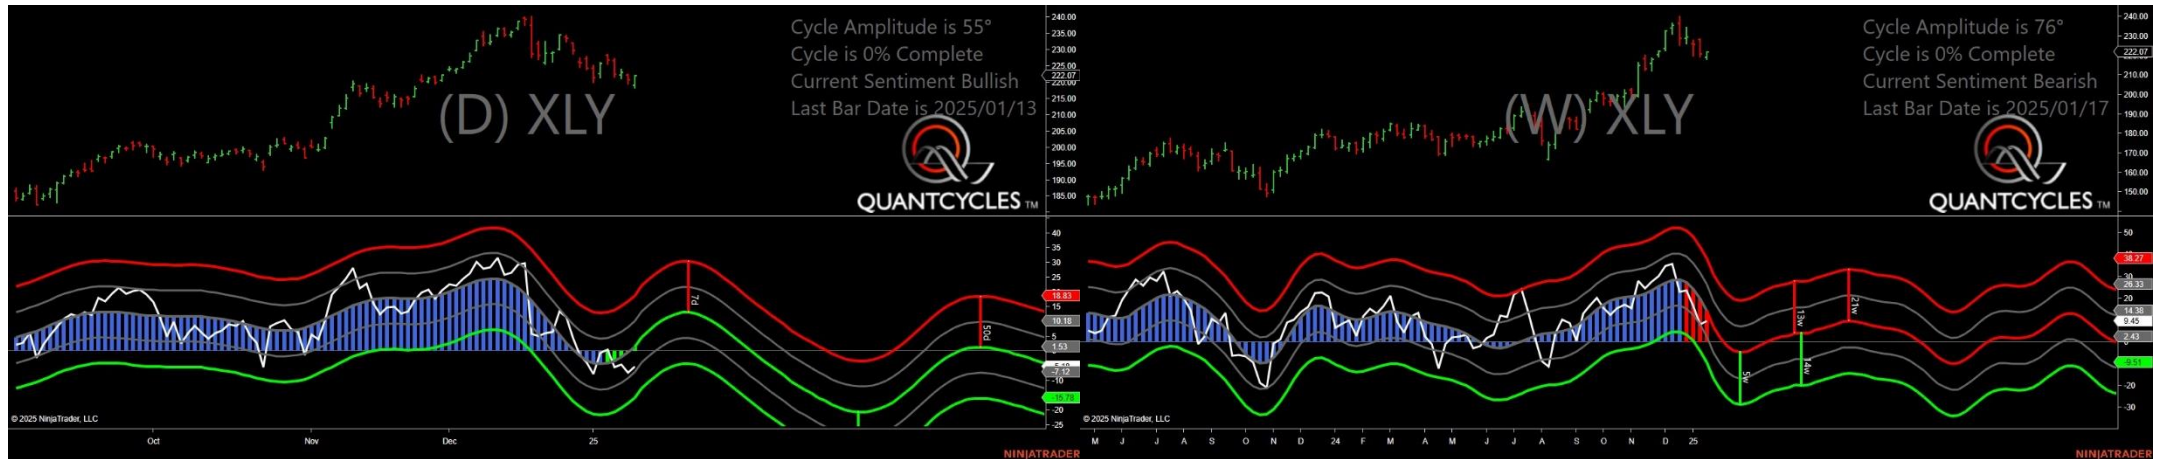 Cycle Amplitude is 55°
Cycle is 0% Complete
Current Sentiment Bullish
Last Bar Date is 2025/01/13
(D) XLY
QUANTCYCLES TM
240.00
235.00
230.00
225.00
222.07
220.00
215.00
210.00
205.00
200.00
195.00
190.00
185.00
40
35
30
25
18.83
10.18
5
1.53
-7.12
-10
-15.78
-20
-25
7d
50d
© 2025 NinjaTrader, LLC
Oct
Nov
Dec
25
NINJATRADER
Cycle Amplitude is 76°
Cycle is 0% Complete
Current Sentiment Bearish
Last Bar Date is 2025/01/17
(W) XLY
QUANTCYCLES TM
240.00
230.00
222.07
210.00
200.00
190.00
180.00
170.00
160.00
150.00
50
38.27
30
26.33
20
14.38
9.45
2.43
-9.51
-20
-30
5w
13w
14w
21w
© 2025 NinjaTrader, LLC
M J J A S O N D 24 F M A M J J A S O N D 25
NINJATRADER